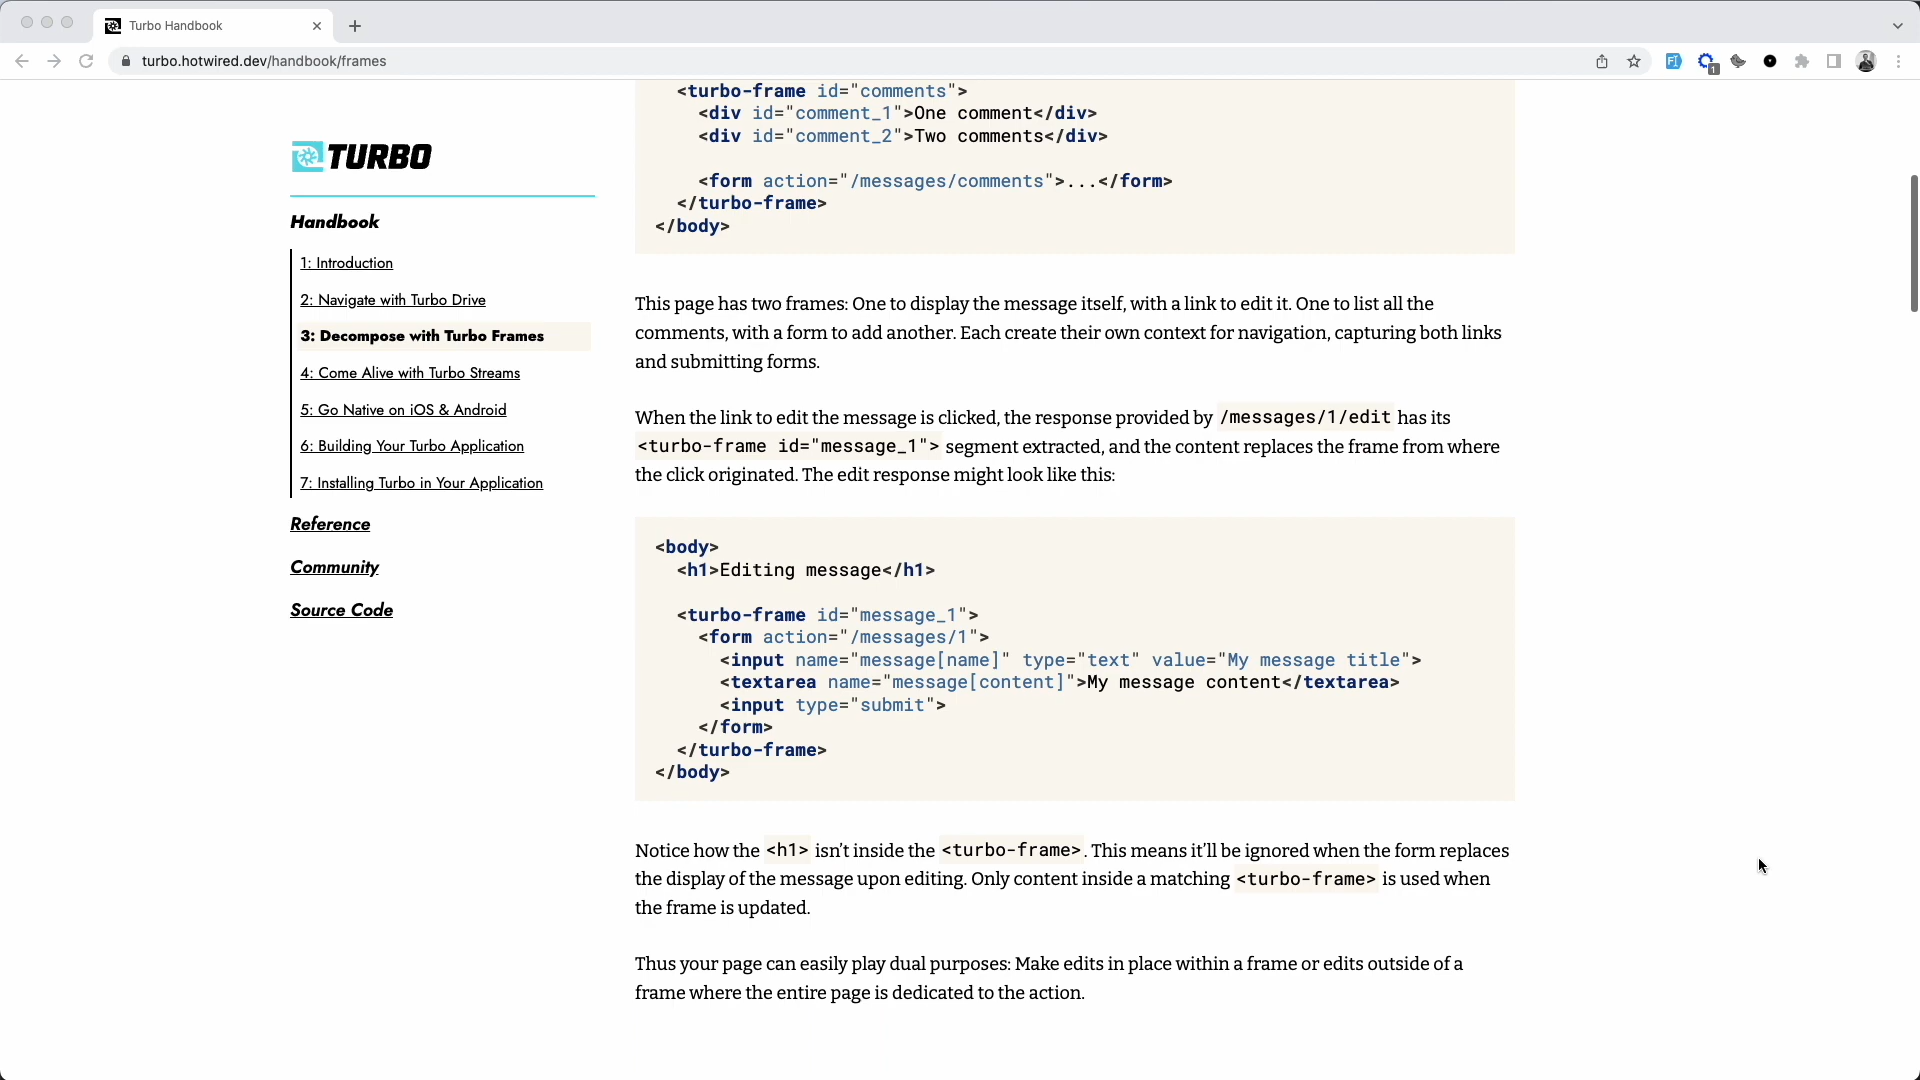 Turbo Handbook
turbo.hotwired.dev/handbook/frames
1
TURBO
Handbook
1: Introduction
2: Navigate with Turbo Drive
3: Decompose with Turbo Frames
4: Come Alive with Turbo Streams
5: Go Native on iOS & Android
6: Building Your Turbo Application
7: Installing Turbo in Your Application
Reference
Community
Source Code
<turbo-frame id="comments">
<div id="comment_1">One comment</div>
<div id="comment_2">Two comments</div>
<form action="/messages/comments">...</form>
</turbo-frame>
</body>
This page has two frames: One to display the message itself, with a link to edit it. One to list all the
comments, with a form to add another. Each create their own context for navigation, capturing both links
and submitting forms.
When the link to edit the message is clicked, the response provided by /messages/1/edit has its
<turbo-frame id="message_1"> segment extracted, and the content replaces the frame from where
the click originated. The edit response might look like this:
<body>
<h1>Editing message</h1>
<turbo-frame id="message_1">
<form action="/messages/1">
<input name="message[name]" type="text" value="My message title">
<textarea name="message[content]">My message content</textarea>
<input type="submit">
</form>
</turbo-frame>
</body>
Notice how the <h1> isn’t inside the <turbo-frame>. This means it’ll be ignored when the form replaces
the display of the message upon editing. Only content inside a matching <turbo-frame> is used when
the frame is updated.
Thus your page can easily play dual purposes: Make edits in place within a frame or edits outside of a
frame where the entire page is dedicated to the action.